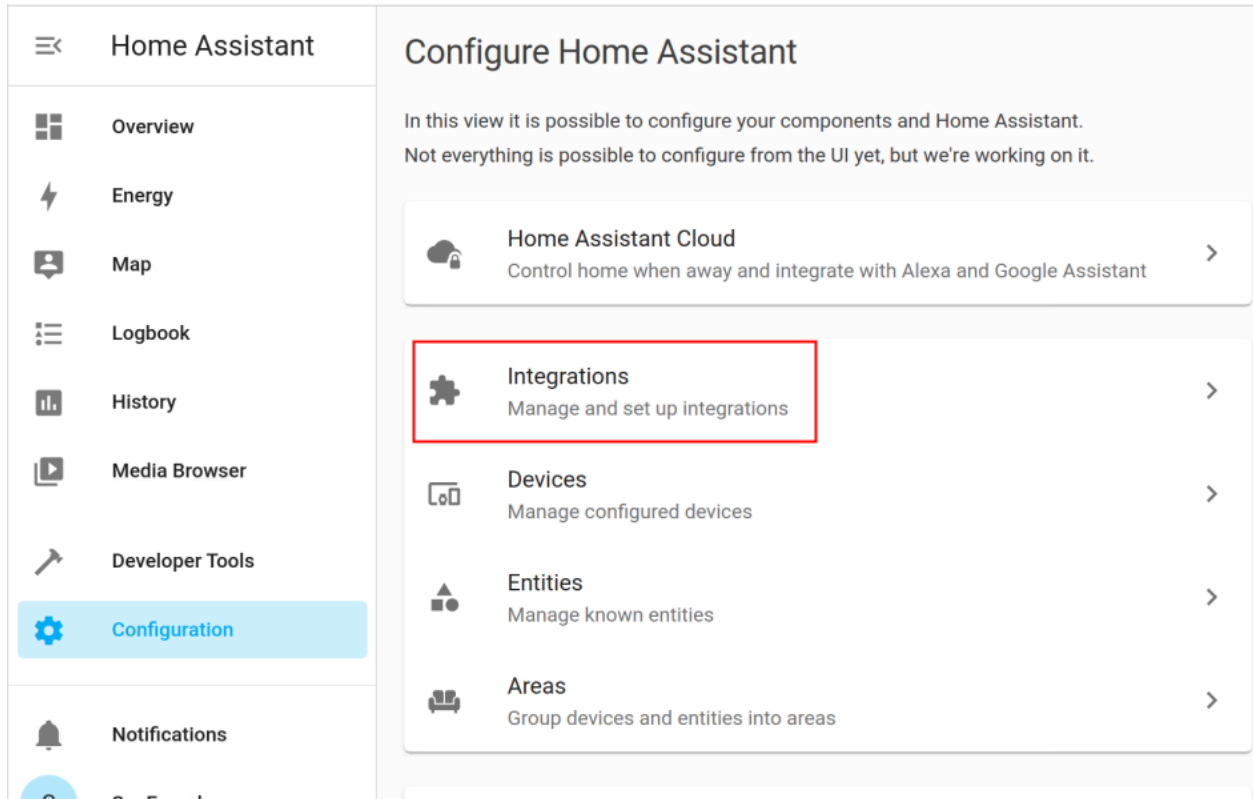 Home Assistant
Overview
Energy
Map
Logbook
History
Media Browser
Developer Tools
Configuration
Notifications
Configure Home Assistant
In this view it is possible to configure your components and Home Assistant.
Not everything is possible to configure from the UI yet, but we're working on it.
Home Assistant Cloud
Control home when away and integrate with Alexa and Google Assistant
Integrations
Manage and set up integrations
Devices
Manage configured devices
Entities
Manage known entities
Areas
Group devices and entities into areas